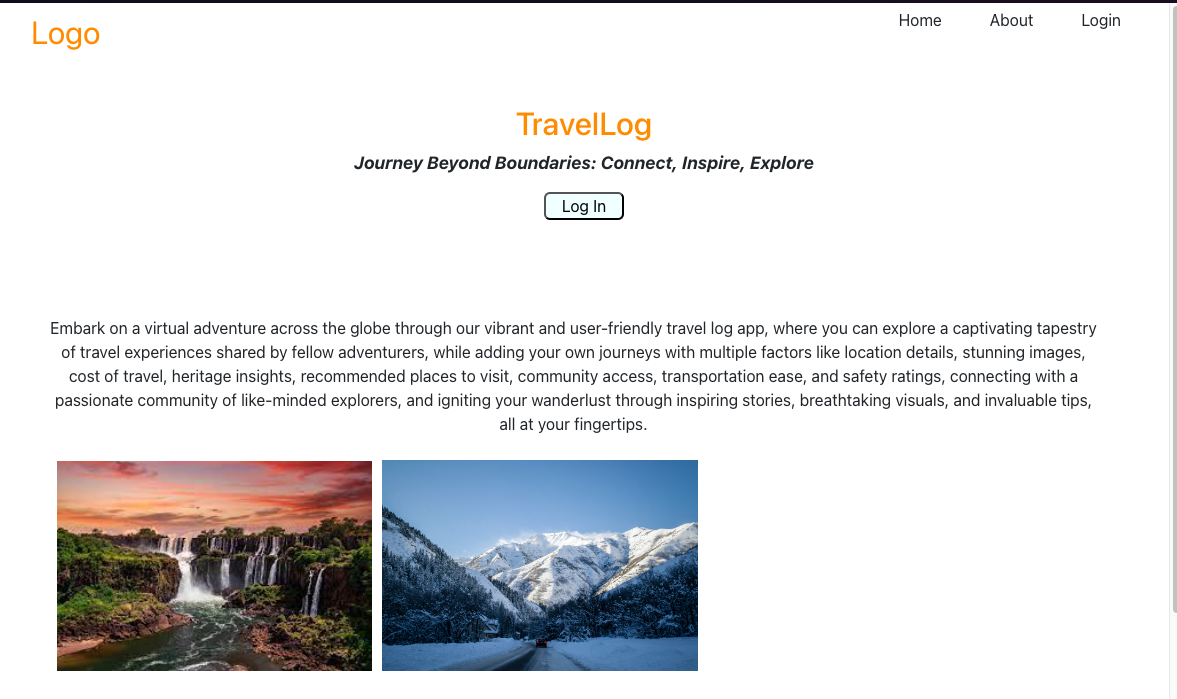 Logo
Home About Login
TravelLog
Journey Beyond Boundaries: Connect, Inspire, Explore
Log In
Embark on a virtual adventure across the globe through our vibrant and user-friendly travel log app, where you can explore a captivating tapestry
of travel experiences shared by fellow adventurers, while adding your own journeys with multiple factors like location details, stunning images,
cost of travel, heritage insights, recommended places to visit, community access, transportation ease, and safety ratings, connecting with a
passionate community of like-minded explorers, and igniting your wanderlust through inspiring stories, breathtaking visuals, and invaluable tips,
all at your fingertips.